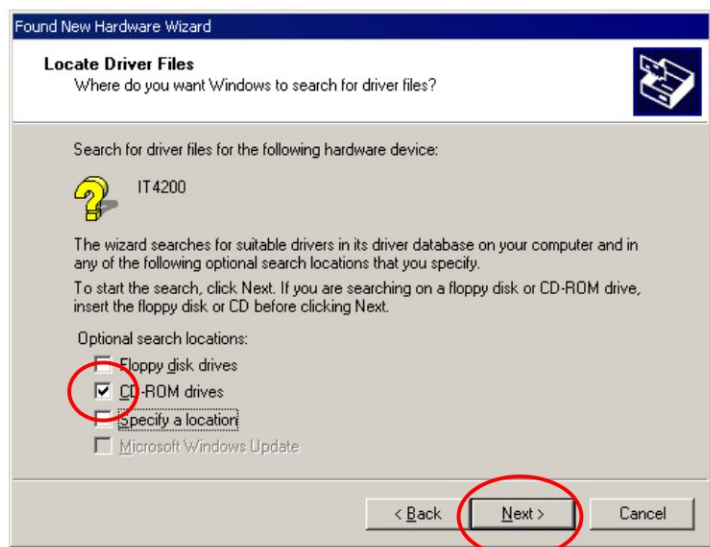 Found New Hardware Wizard
Locate Driver Files
Where do you want Windows to search for driver files?
Search for driver files for the following hardware device:
IT4200
The wizard searches for suitable drivers in its driver database on your computer and in
any of the following optional search locations that you specify.
To start the search, click Next. If you are searching on a floppy disk or CD-ROM drive,
insert the floppy disk or CD before clicking Next.
Optional search locations:
Floppy disk drives
CD-ROM drives
Specify a location
Microsoft Windows Update
< Back Next > Cancel